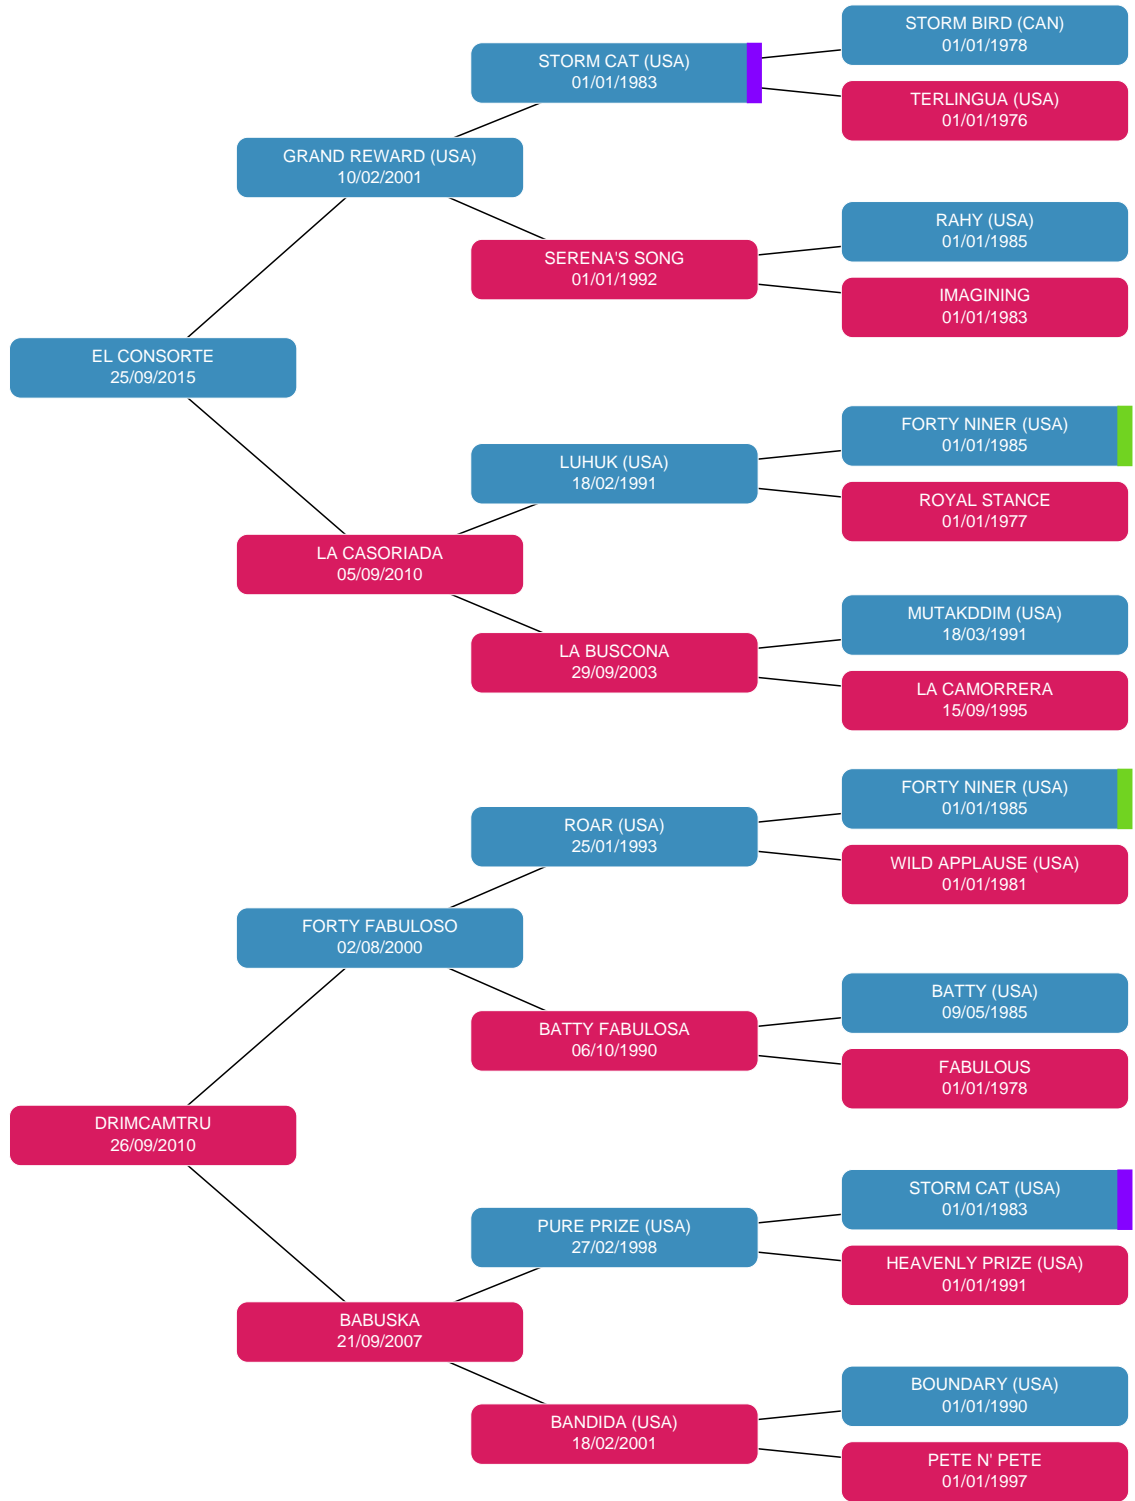 STORM BIRD (CAN)
01/01/1978
STORM CAT (USA)
01/01/1983
TERLINGUA (USA)
01/01/1976
GRAND REWARD (USA)
10/02/2001
RAHY (USA)
01/01/1985
SERENA'S SONG
01/01/1992
IMAGINING
01/01/1983
EL CONSORTE
25/09/2015
FORTY NINER (USA)
01/01/1985
LUHUK (USA)
18/02/1991
ROYAL STANCE
01/01/1977
LA CASORIADA
05/09/2010
MUTAKDDIM (USA)
18/03/1991
LA BUSCONA
29/09/2003
LA CAMORRERA
15/09/1995
FORTY NINER (USA)
01/01/1985
ROAR (USA)
25/01/1993
WILD APPLAUSE (USA)
01/01/1981
FORTY FABULOSO
02/08/2000
BATTY (USA)
09/05/1985
BATTY FABULOSA
06/10/1990
FABULOUS
01/01/1978
DRIMCAMTRU
26/09/2010
STORM CAT (USA)
01/01/1983
PURE PRIZE (USA)
27/02/1998
HEAVENLY PRIZE (USA)
01/01/1991
BABUSKA
21/09/2007
BOUNDARY (USA)
01/01/1990
BANDIDA (USA)
18/02/2001
PETE N' PETE
01/01/1997